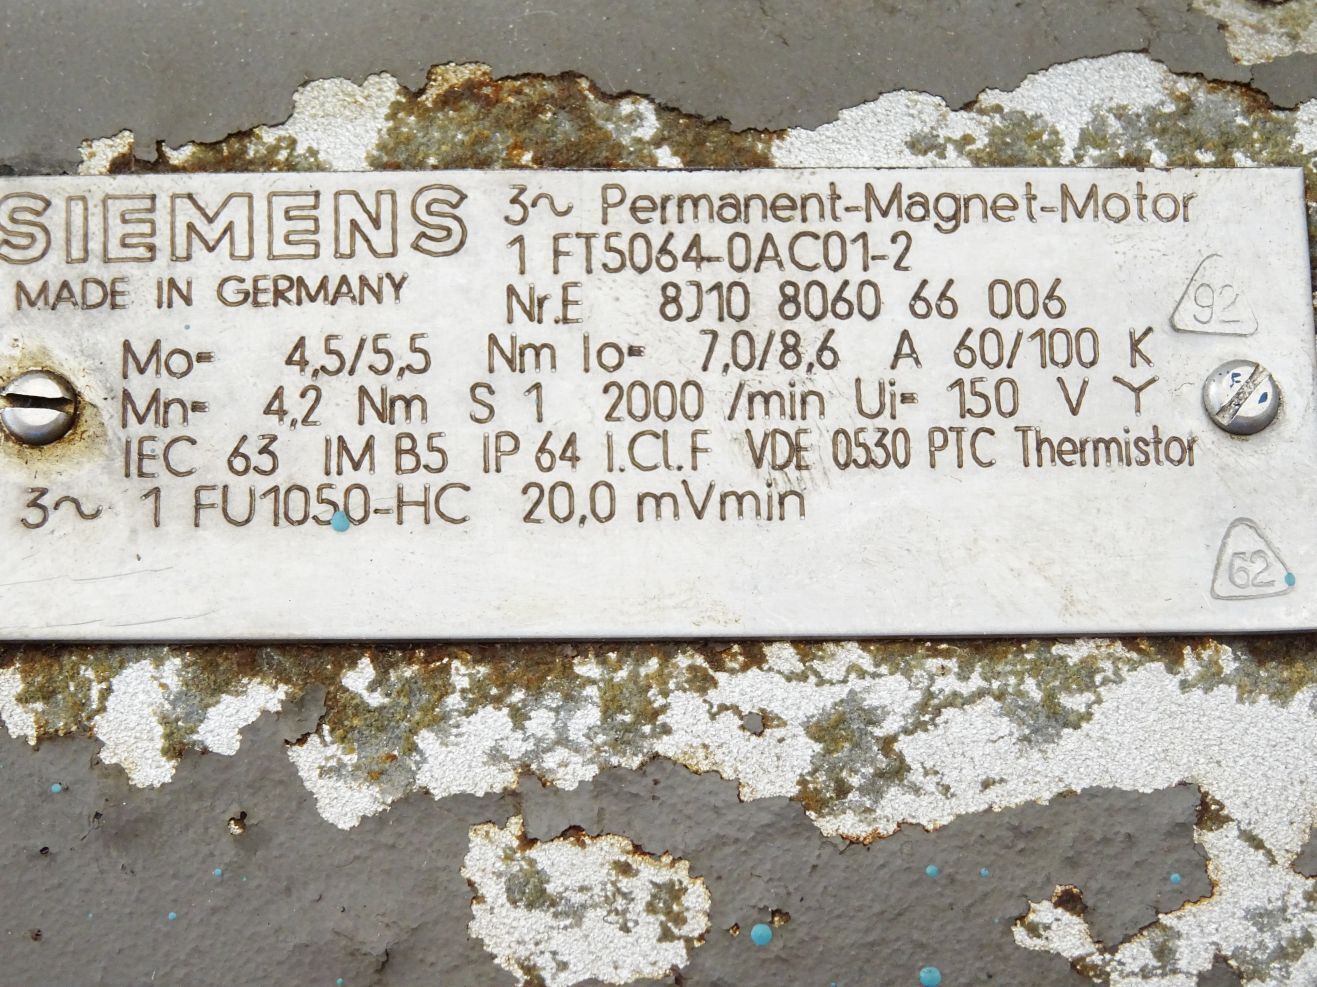 SIEMENS 3~ Permanent-Magnet-Motor
1 FT5064-0AC01-2
MADE IN GERMANY Nr.E 8J10 8060 66 006
92
Mo= 4,5/5,5 Nm Io= 7,0/8,6 A 60/100 K
Mn= 4,2 Nm S 1 2000 /min Ui= 150 V Y
IEC 63 IM B5 IP 64 I.Cl.F VDE 0530 PTC Thermistor
3~ 1 FU1050-HC 20,0 mVmin
62